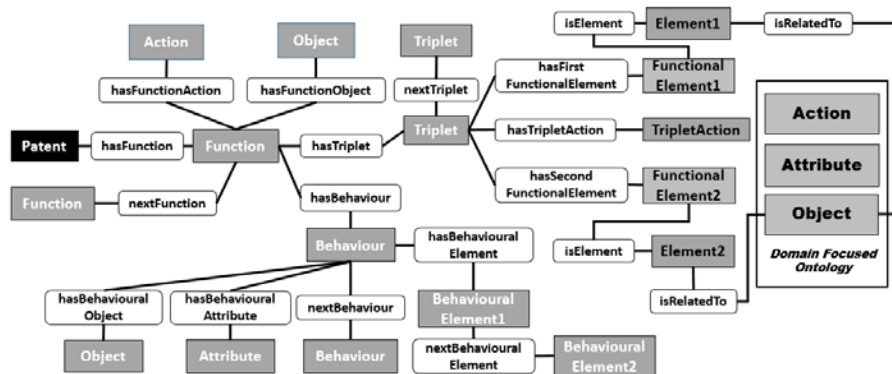 isElement
Element1
isRelatedTo
Action
Object
Triplet
hasFunctionAction
hasFunctionObject
nextTriplet
hasFirst
FunctionalElement
Functional
Element1
Patent
hasFunction
Function
hasTriplet
Triplet
hasTripletAction
TripletAction
Action
Attribute
Object
Domain Focused
Ontology
Function
nextFunction
hasBehaviour
hasSecond
FunctionalElement
Functional
Element2
Behaviour
hasBehavioural
Element
isElement
Element2
isRelatedTo
hasBehavioural
Object
hasBehavioural
Attribute
nextBehaviour
Behavioural
Element1
Object
Attribute
Behaviour
nextBehavioural
Element
Behavioural
Element2